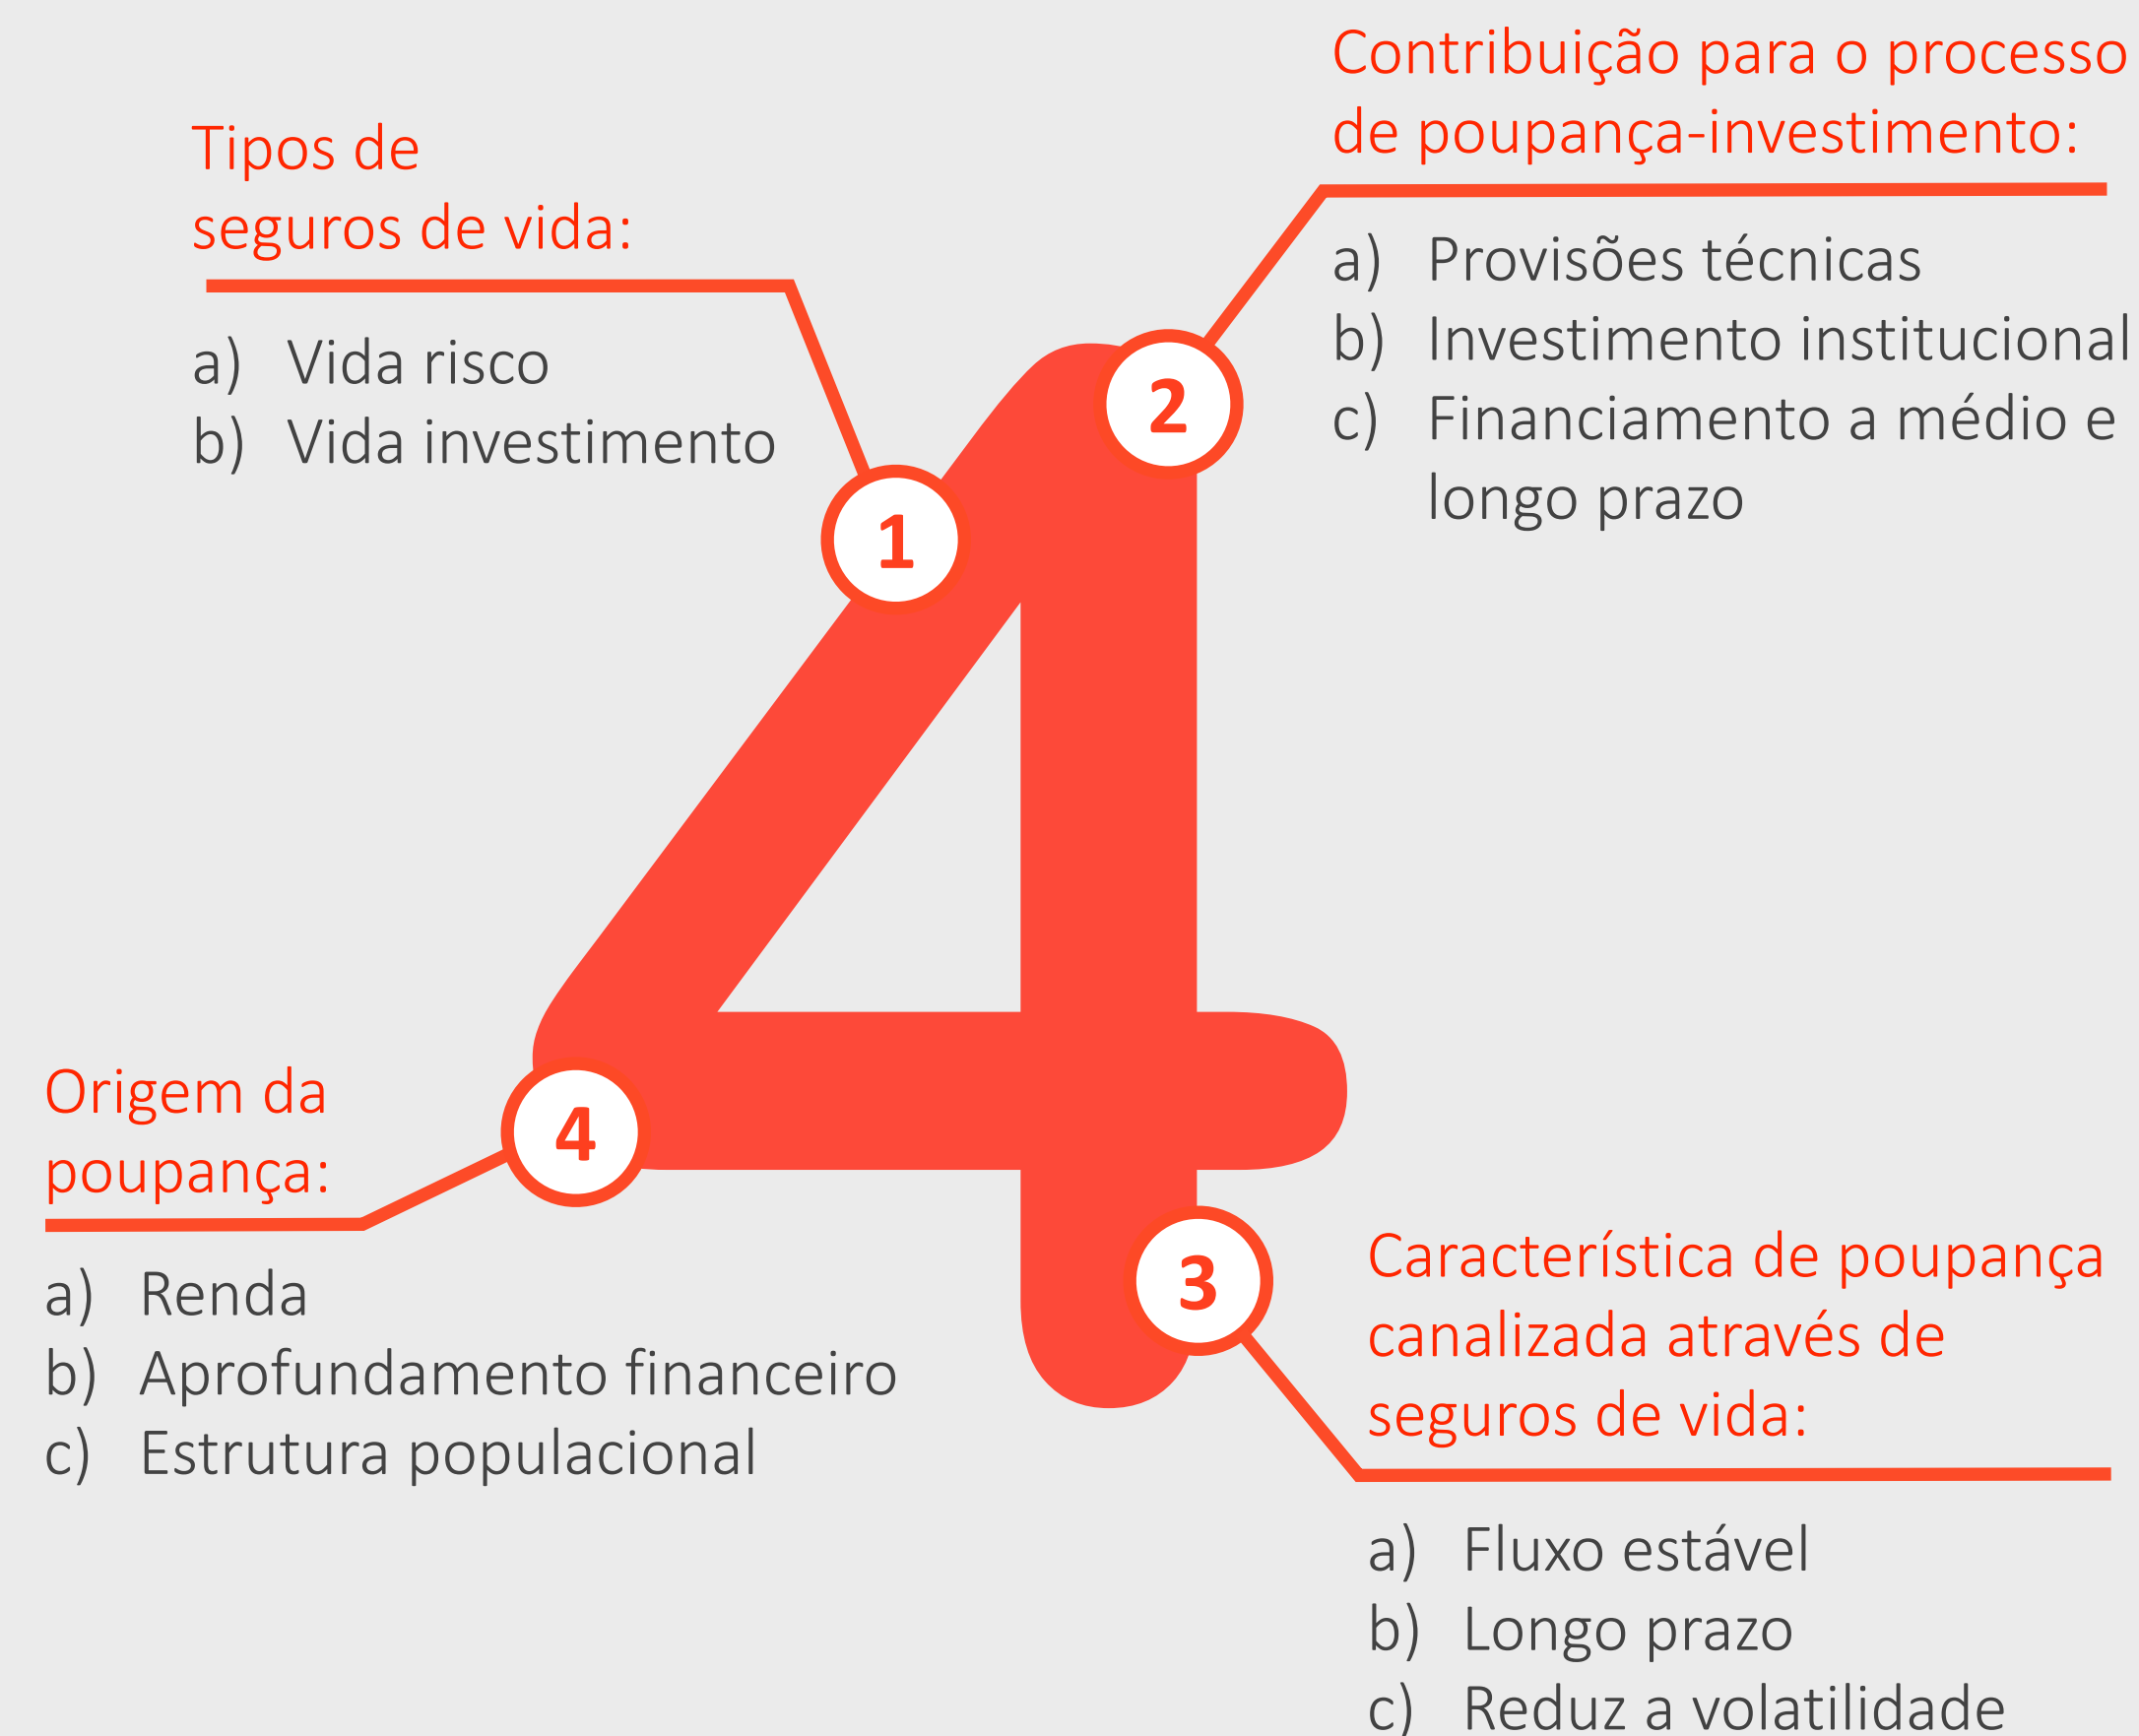 Tipos de
seguros de vida:
a) Vida risco
b) Vida investimento
1
Contribuição para o processo
de poupança-investimento:
a) Provisões técnicas
b) Investimento institucional
c) Financiamento a médio e
longo prazo
2
4
Característica de poupança
canalizada através de
seguros de vida:
a) Fluxo estável
b) Longo prazo
c) Reduz a volatilidade
3
Origem da
poupança:
a) Renda
b) Aprofundamento financeiro
c) Estrutura populacional
4